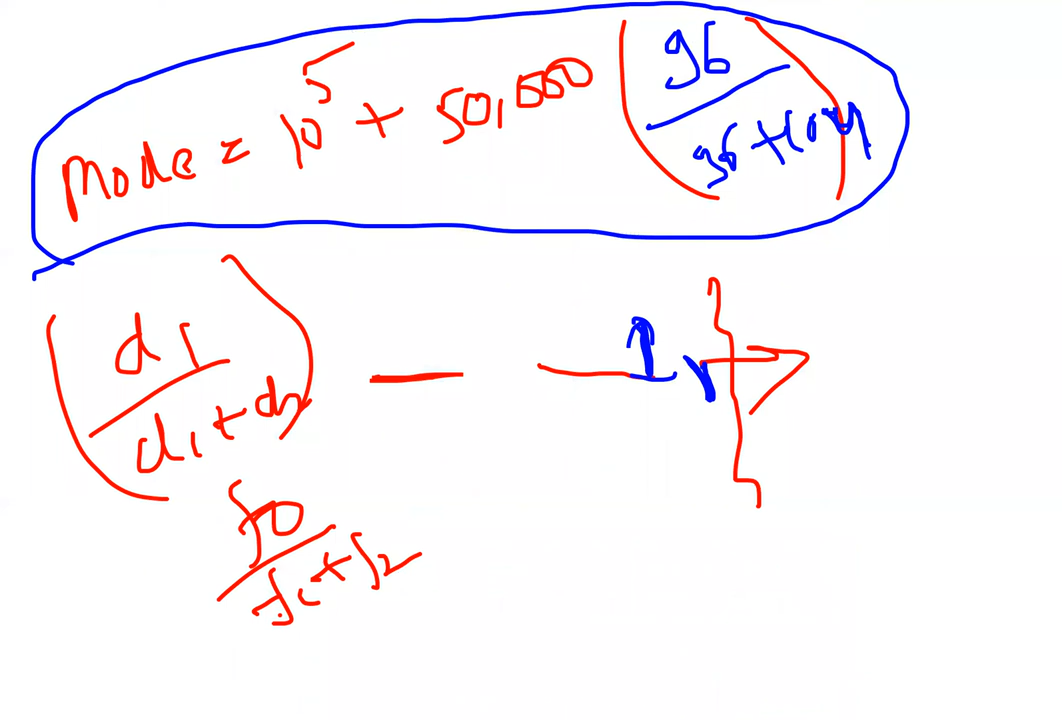 Mode = 10^5 + 50,000 (96 / 96 + 104)
(d1 / d1 + d2)
f0 / f1 + f2